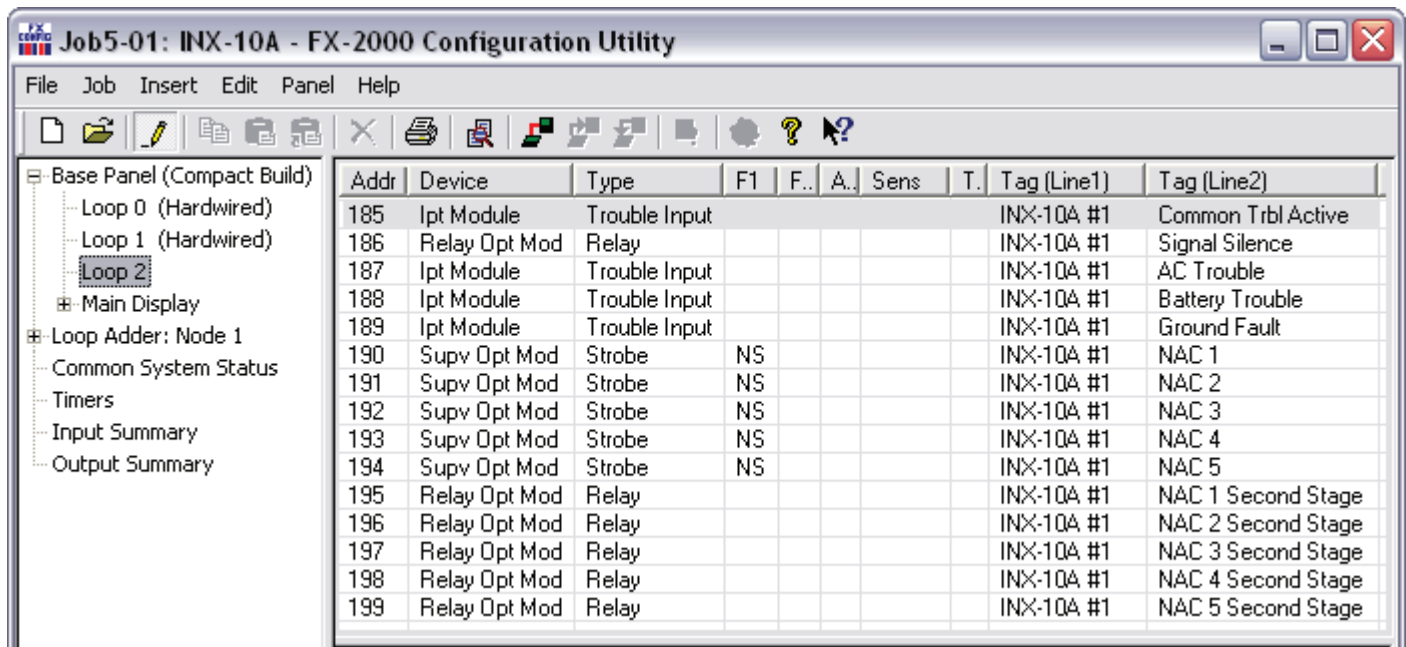 FX CONFIG Job5-01: INX-10A - FX-2000 Configuration Utility
File Job Insert Edit Panel Help
Base Panel (Compact Build)
Loop 0 (Hardwired)
Loop 1 (Hardwired)
Loop 2
Main Display
Loop Adder: Node 1
Common System Status
Timers
Input Summary
Output Summary
Addr Device Type F1 F.. A.. Sens T. Tag (Line1) Tag (Line2)
185 Ipt Module Trouble Input INX-10A #1 Common Trbl Active
186 Relay Opt Mod Relay INX-10A #1 Signal Silence
187 Ipt Module Trouble Input INX-10A #1 AC Trouble
188 Ipt Module Trouble Input INX-10A #1 Battery Trouble
189 Ipt Module Trouble Input INX-10A #1 Ground Fault
190 Supv Opt Mod Strobe NS INX-10A #1 NAC 1
191 Supv Opt Mod Strobe NS INX-10A #1 NAC 2
192 Supv Opt Mod Strobe NS INX-10A #1 NAC 3
193 Supv Opt Mod Strobe NS INX-10A #1 NAC 4
194 Supv Opt Mod Strobe NS INX-10A #1 NAC 5
195 Relay Opt Mod Relay INX-10A #1 NAC 1 Second Stage
196 Relay Opt Mod Relay INX-10A #1 NAC 2 Second Stage
197 Relay Opt Mod Relay INX-10A #1 NAC 3 Second Stage
198 Relay Opt Mod Relay INX-10A #1 NAC 4 Second Stage
199 Relay Opt Mod Relay INX-10A #1 NAC 5 Second Stage